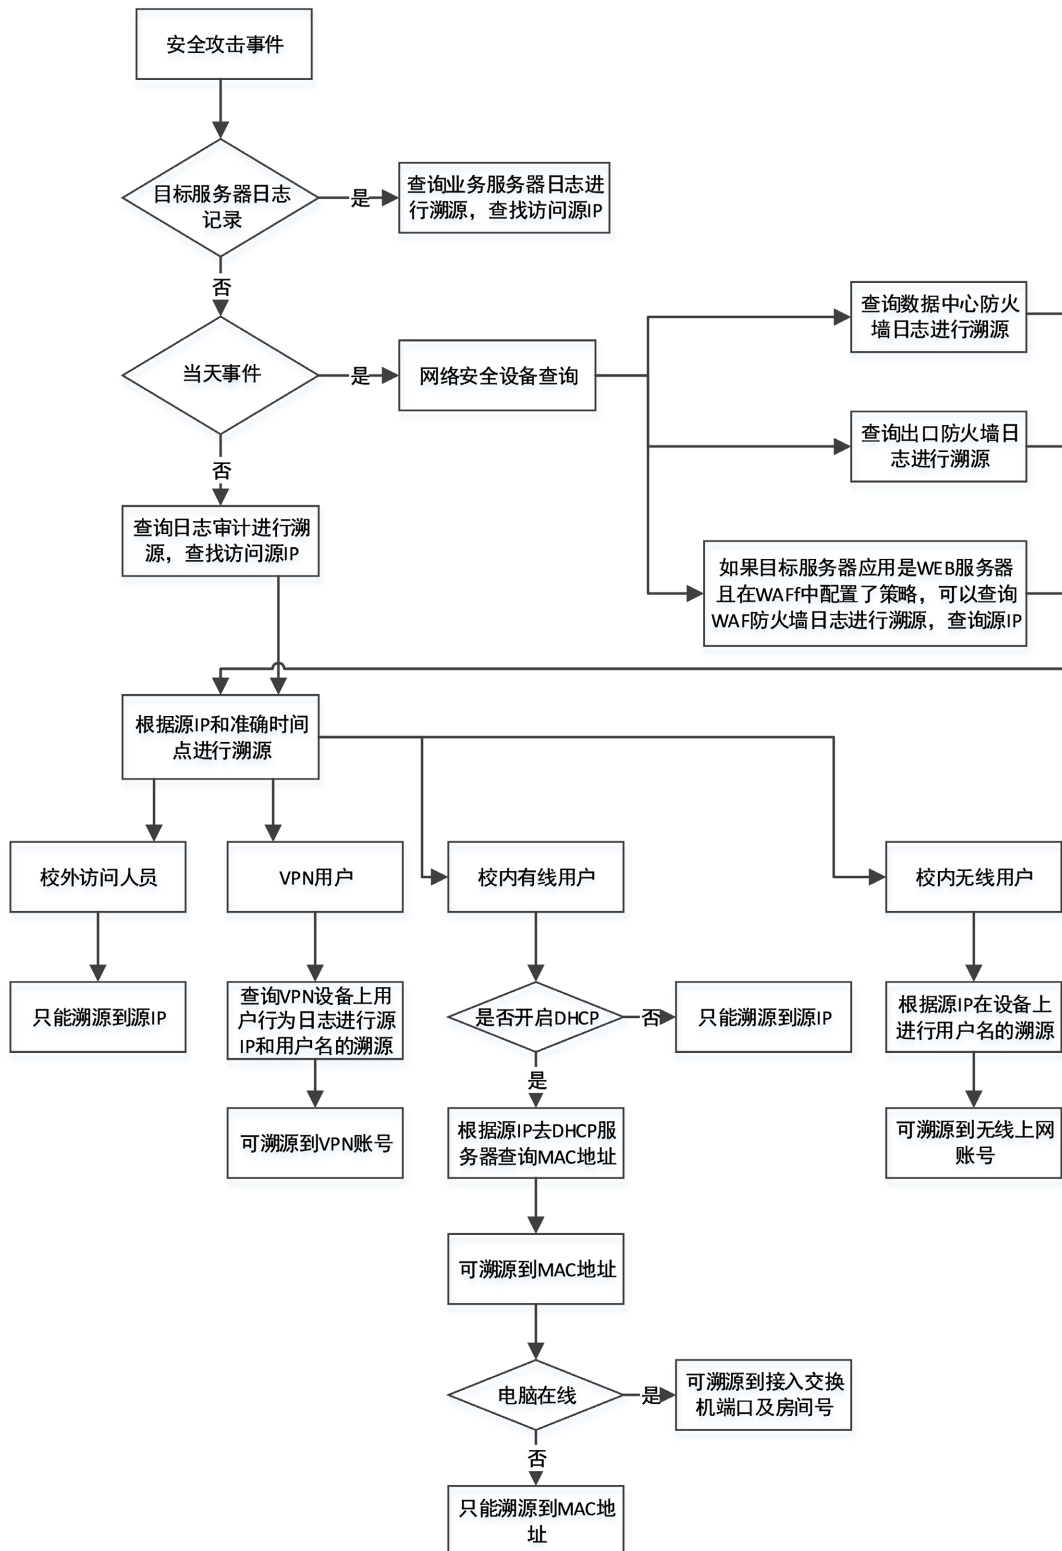 安全攻击事件
目标服务器日志
记录
是
查询业务服务器日志进
行溯源，查找访问源IP
否
当天事件
是
网络安全设备查询
查询数据中心防火
墙日志进行溯源
查询出口防火墙日
志进行溯源
如果目标服务器应用是WEB服务器
且在WAFf中配置了策略，可以查询
WAF防火墙日志进行溯源，查询源IP
否
查询日志审计进行溯
源，查找访问源IP
根据源IP和准确时间
点进行溯源
校外访问人员
VPN用户
校内有线用户
校内无线用户
只能溯源到源IP
查询VPN设备上用
户行为日志进行源
IP和用户名的溯源
是否开启DHCP
否
只能溯源到源IP
根据源IP在设备上
进行用户名的溯源
是
可溯源到VPN账号
根据源IP去DHCP服
务器查询MAC地址
可溯源到无线上网
账号
可溯源到MAC地址
电脑在线
是
可溯源到接入交换
机端口及房间号
否
只能溯源到MAC地
址